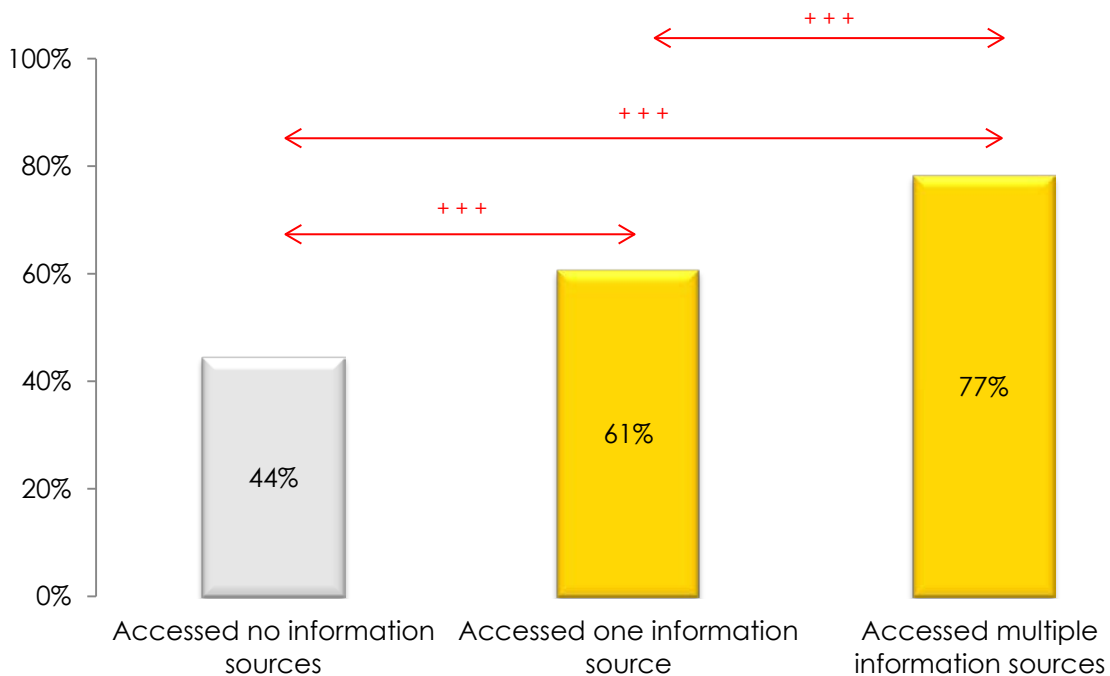 + + +
100%
+ + +
80%
+ + +
60%
40%
77%
61%
44%
20%
0%
Accessed no information
sources
Accessed one information
source
Accessed multiple
information sources